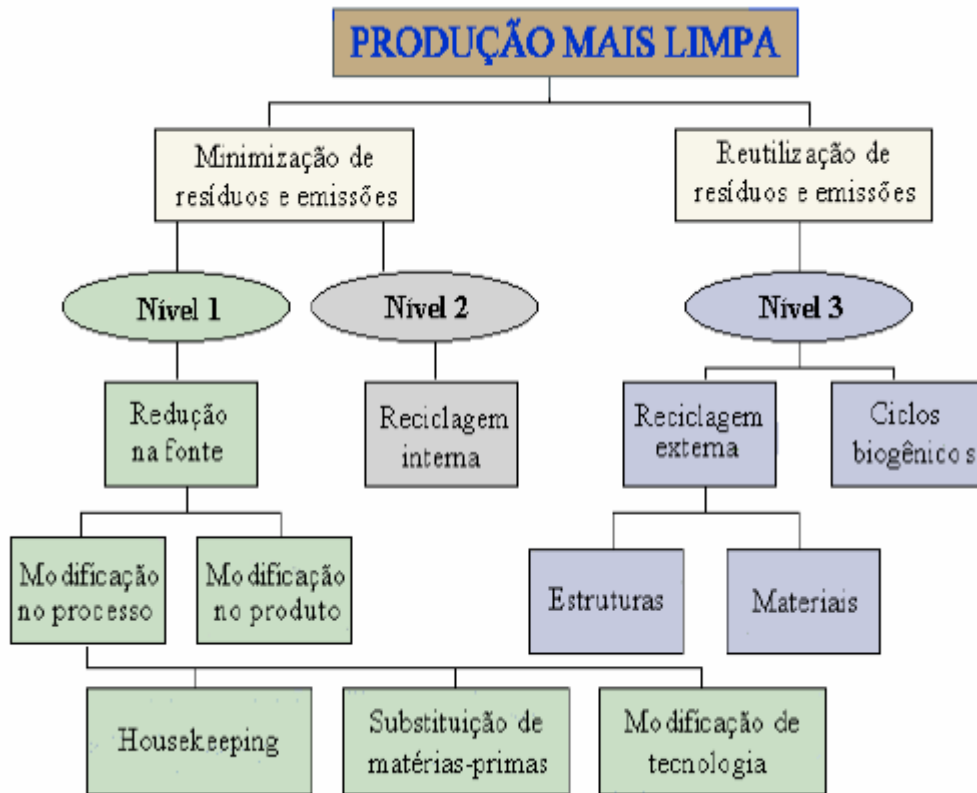 PRODUÇÃO MAIS LIMPA
Minimização de
resíduos e emissões
Reutilização de
resíduos e emissões
Nível 1
Nível 2
Nível 3
Redução
na fonte
Reciclagem
interna
Reciclagem
externa
Ciclos
biogênicos
Modificação
no processo
Modificação
no produto
Estruturas
Materiais
Housekeeping
Substituição de
matérias-primas
Modificação de
tecnologia